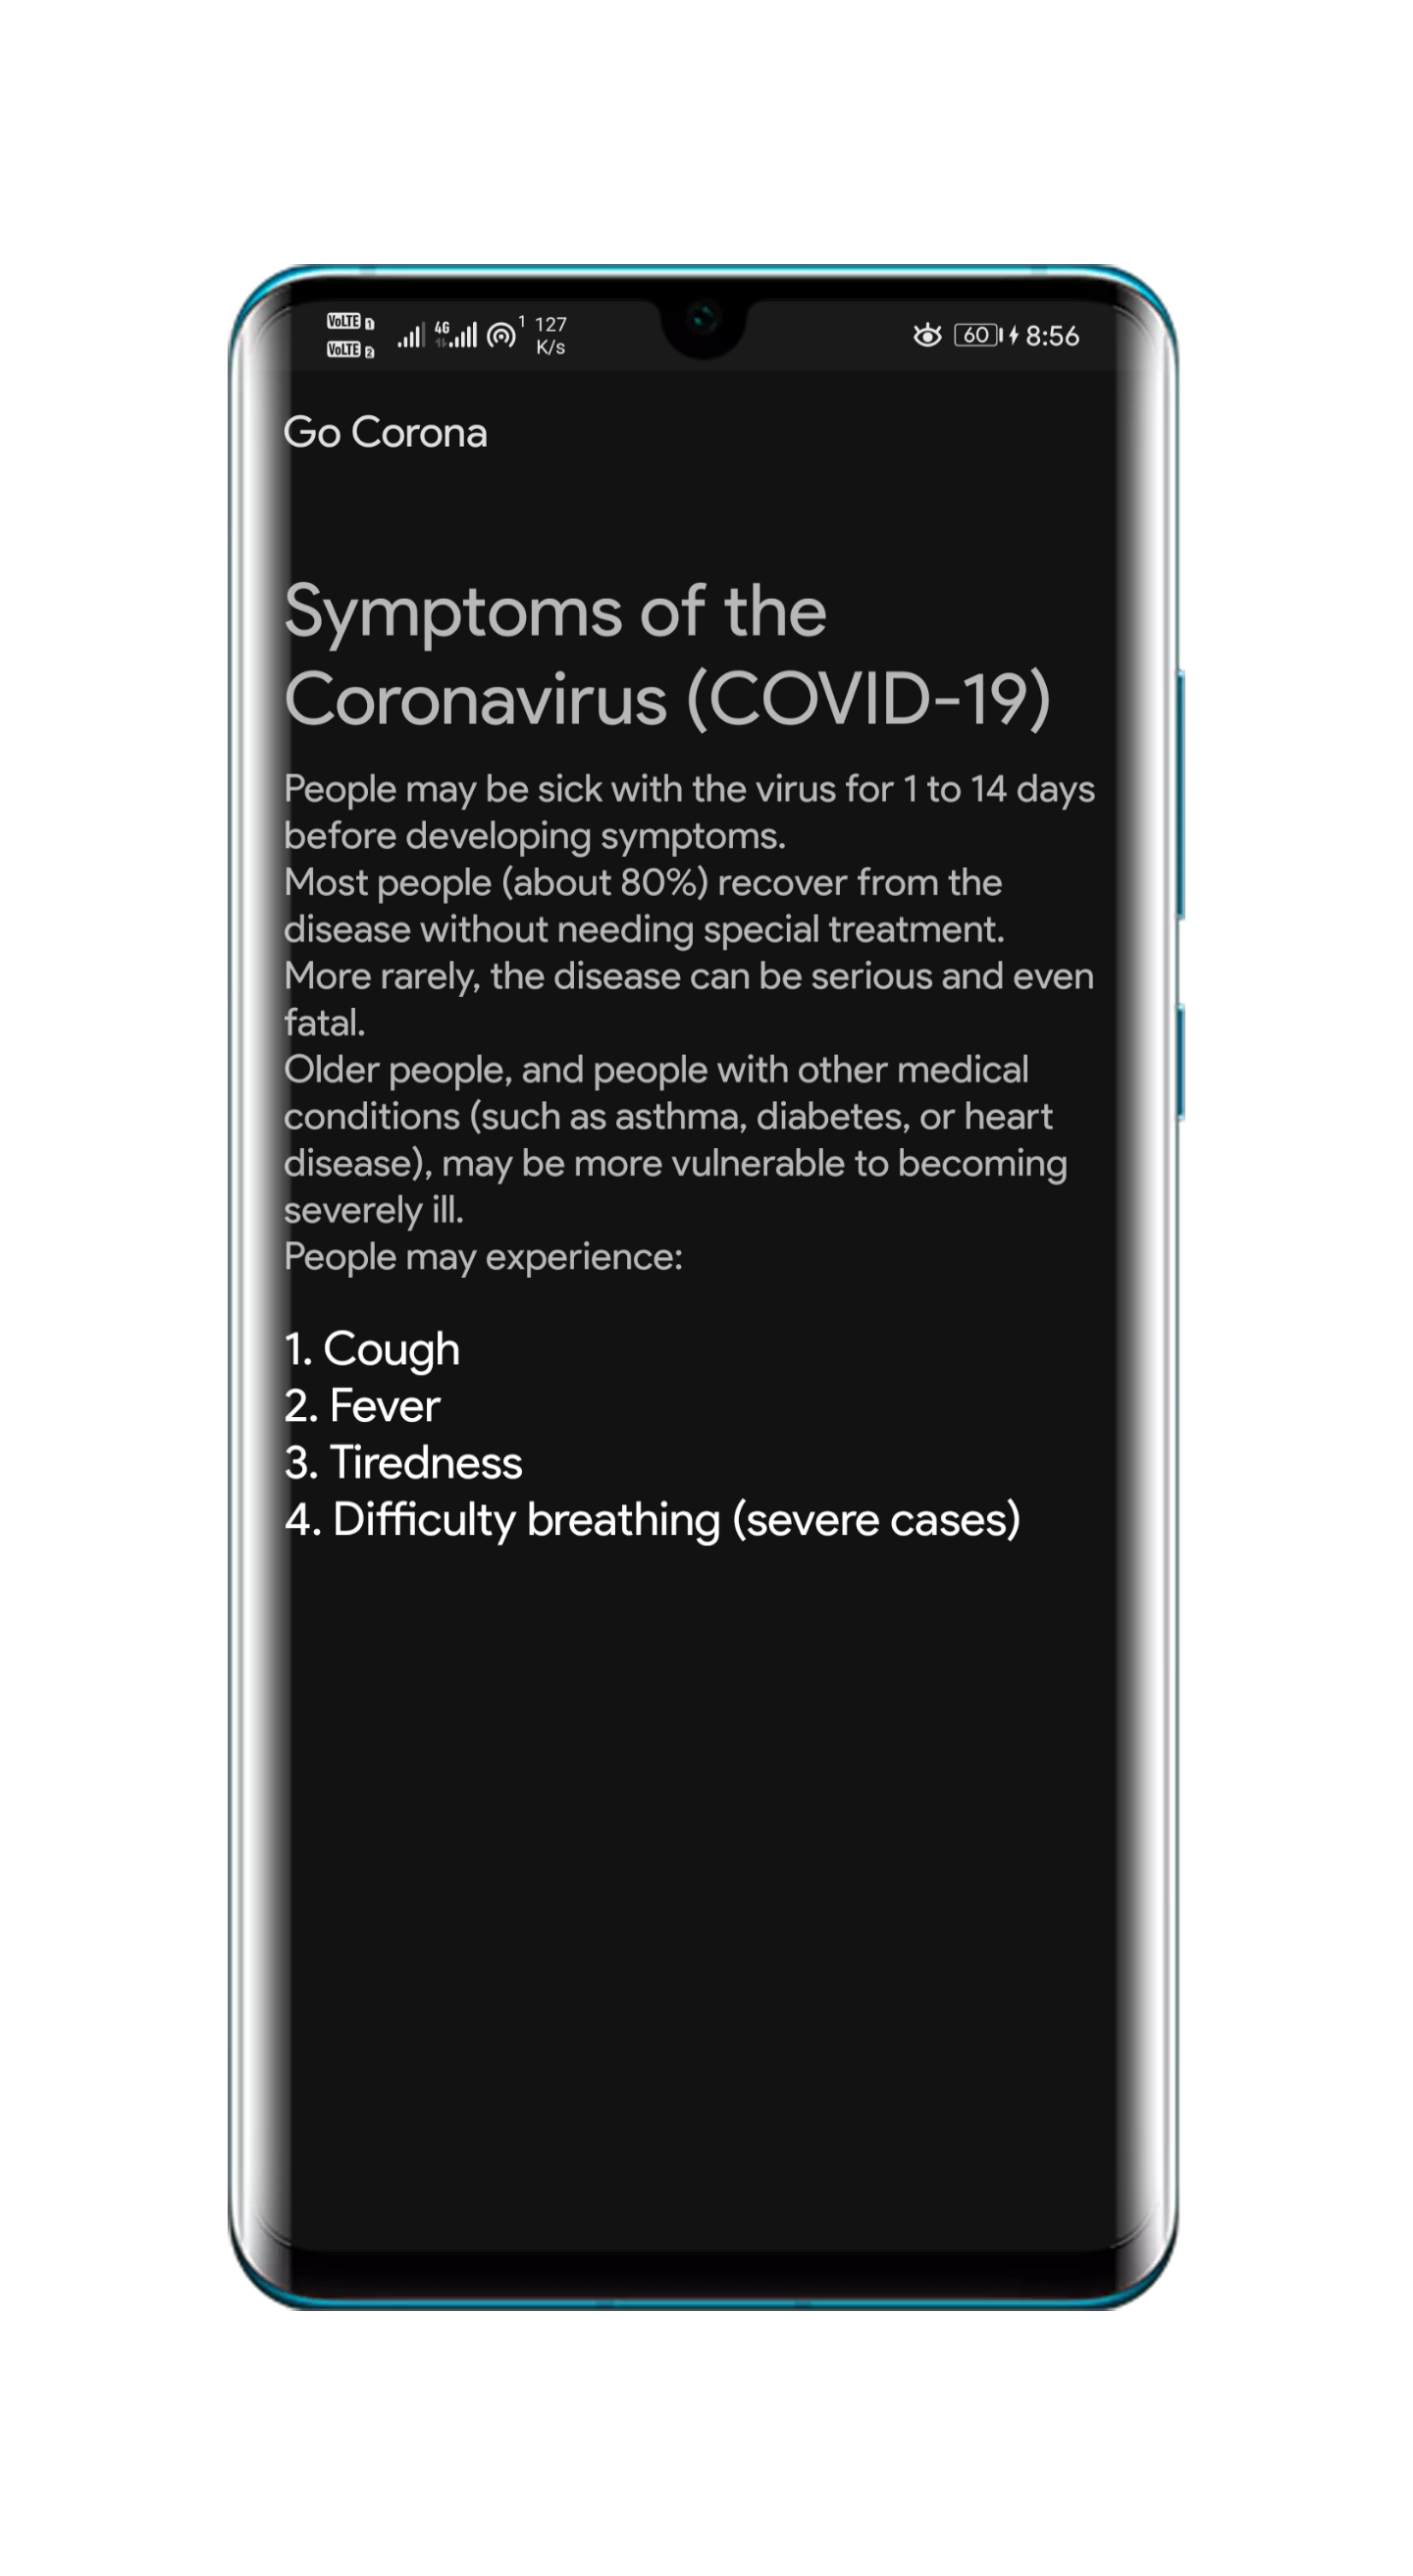 VoLTE 1
VoLTE 2
4G
1
127
K/s
60
8:56
Go Corona
Symptoms of the
Coronavirus (COVID-19)
People may be sick with the virus for 1 to 14 days
before developing symptoms.
Most people (about 80%) recover from the
disease without needing special treatment.
More rarely, the disease can be serious and even
fatal.
Older people, and people with other medical
conditions (such as asthma, diabetes, or heart
disease), may be more vulnerable to becoming
severely ill.
People may experience:
1. Cough
2. Fever
3. Tiredness
4. Difficulty breathing (severe cases)